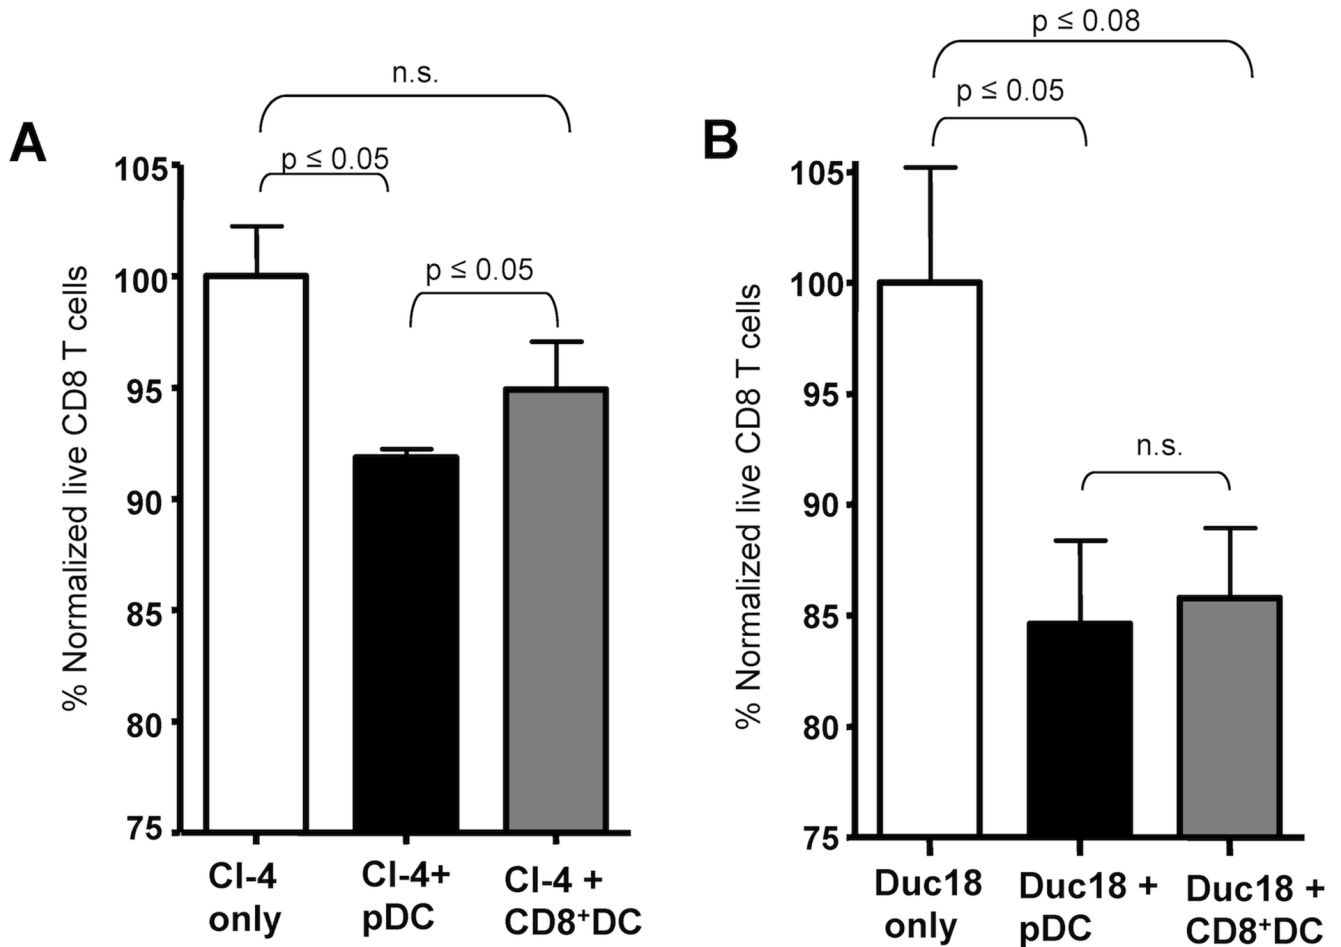 A
n.s.
p ≤ 0.05
p ≤ 0.05
% Normalized live CD8 T cells
105
100
95
90
85
80
75
Cl-4
only
Cl-4+
pDC
Cl-4 +
CD8⁺DC
B
p ≤ 0.08
p ≤ 0.05
n.s.
% Normalized live CD8 T cells
105
100
95
90
85
80
75
Duc18
only
Duc18 +
pDC
Duc18 +
CD8⁺DC